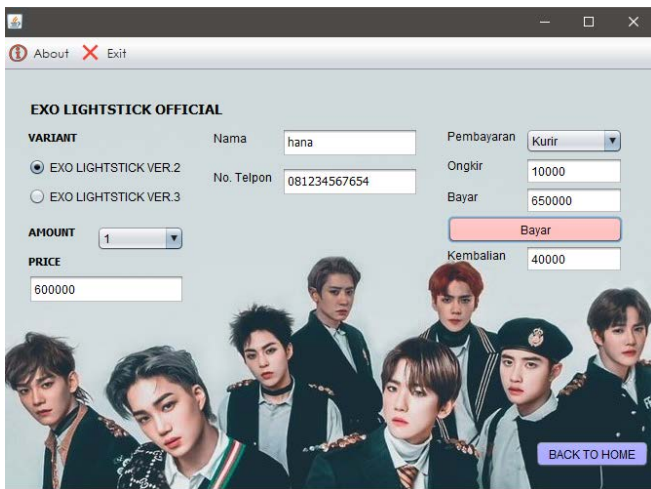 About Exit
EXO LIGHTSTICK OFFICIAL
VARIANT
EXO LIGHTSTICK VER.2
EXO LIGHTSTICK VER.3
AMOUNT 1
PRICE
600000
Nama hana
No. Telpon 081234567654
Pembayaran Kurir
Ongkir 10000
Bayar 650000
Bayar
Kembalian 40000
BACK TO HOME